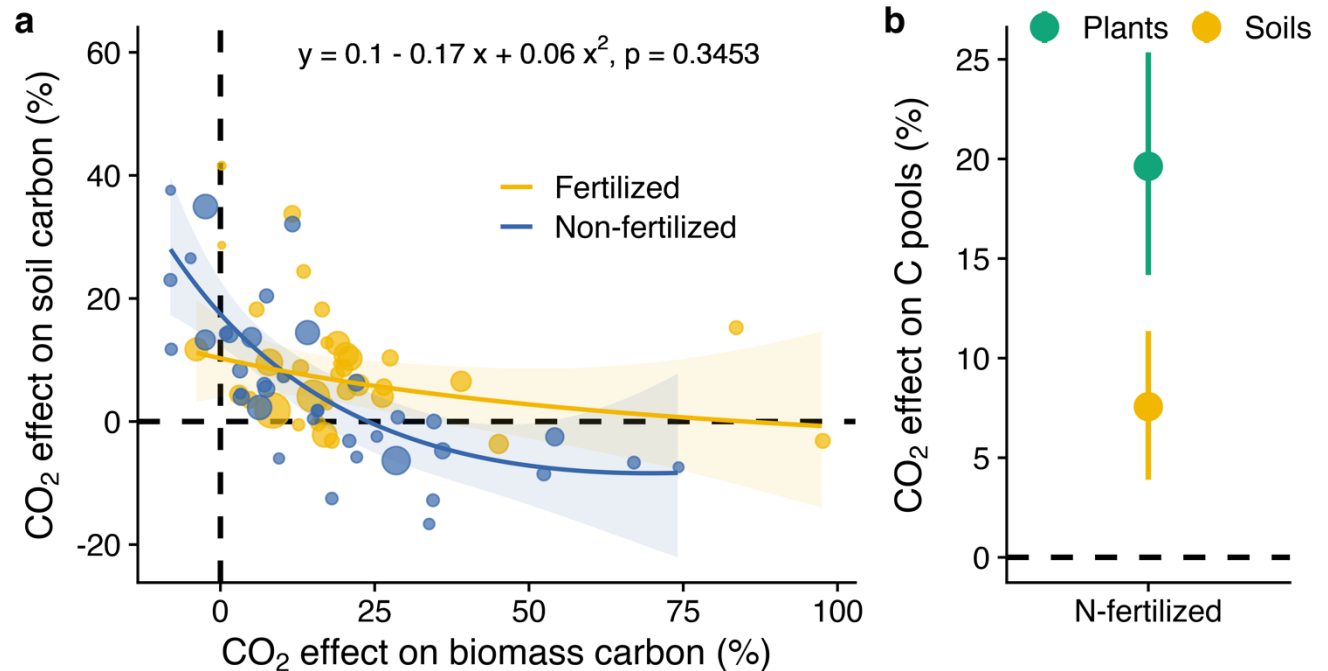 a
y = 0.1 - 0.17 x + 0.06 x², p = 0.3453
CO₂ effect on soil carbon (%)
60
40
20
0
-20
Fertilized
Non-fertilized
0 25 50 75 100
CO₂ effect on biomass carbon (%)
b
Plants Soils
CO₂ effect on C pools (%)
25
20
15
10
5
0
N-fertilized